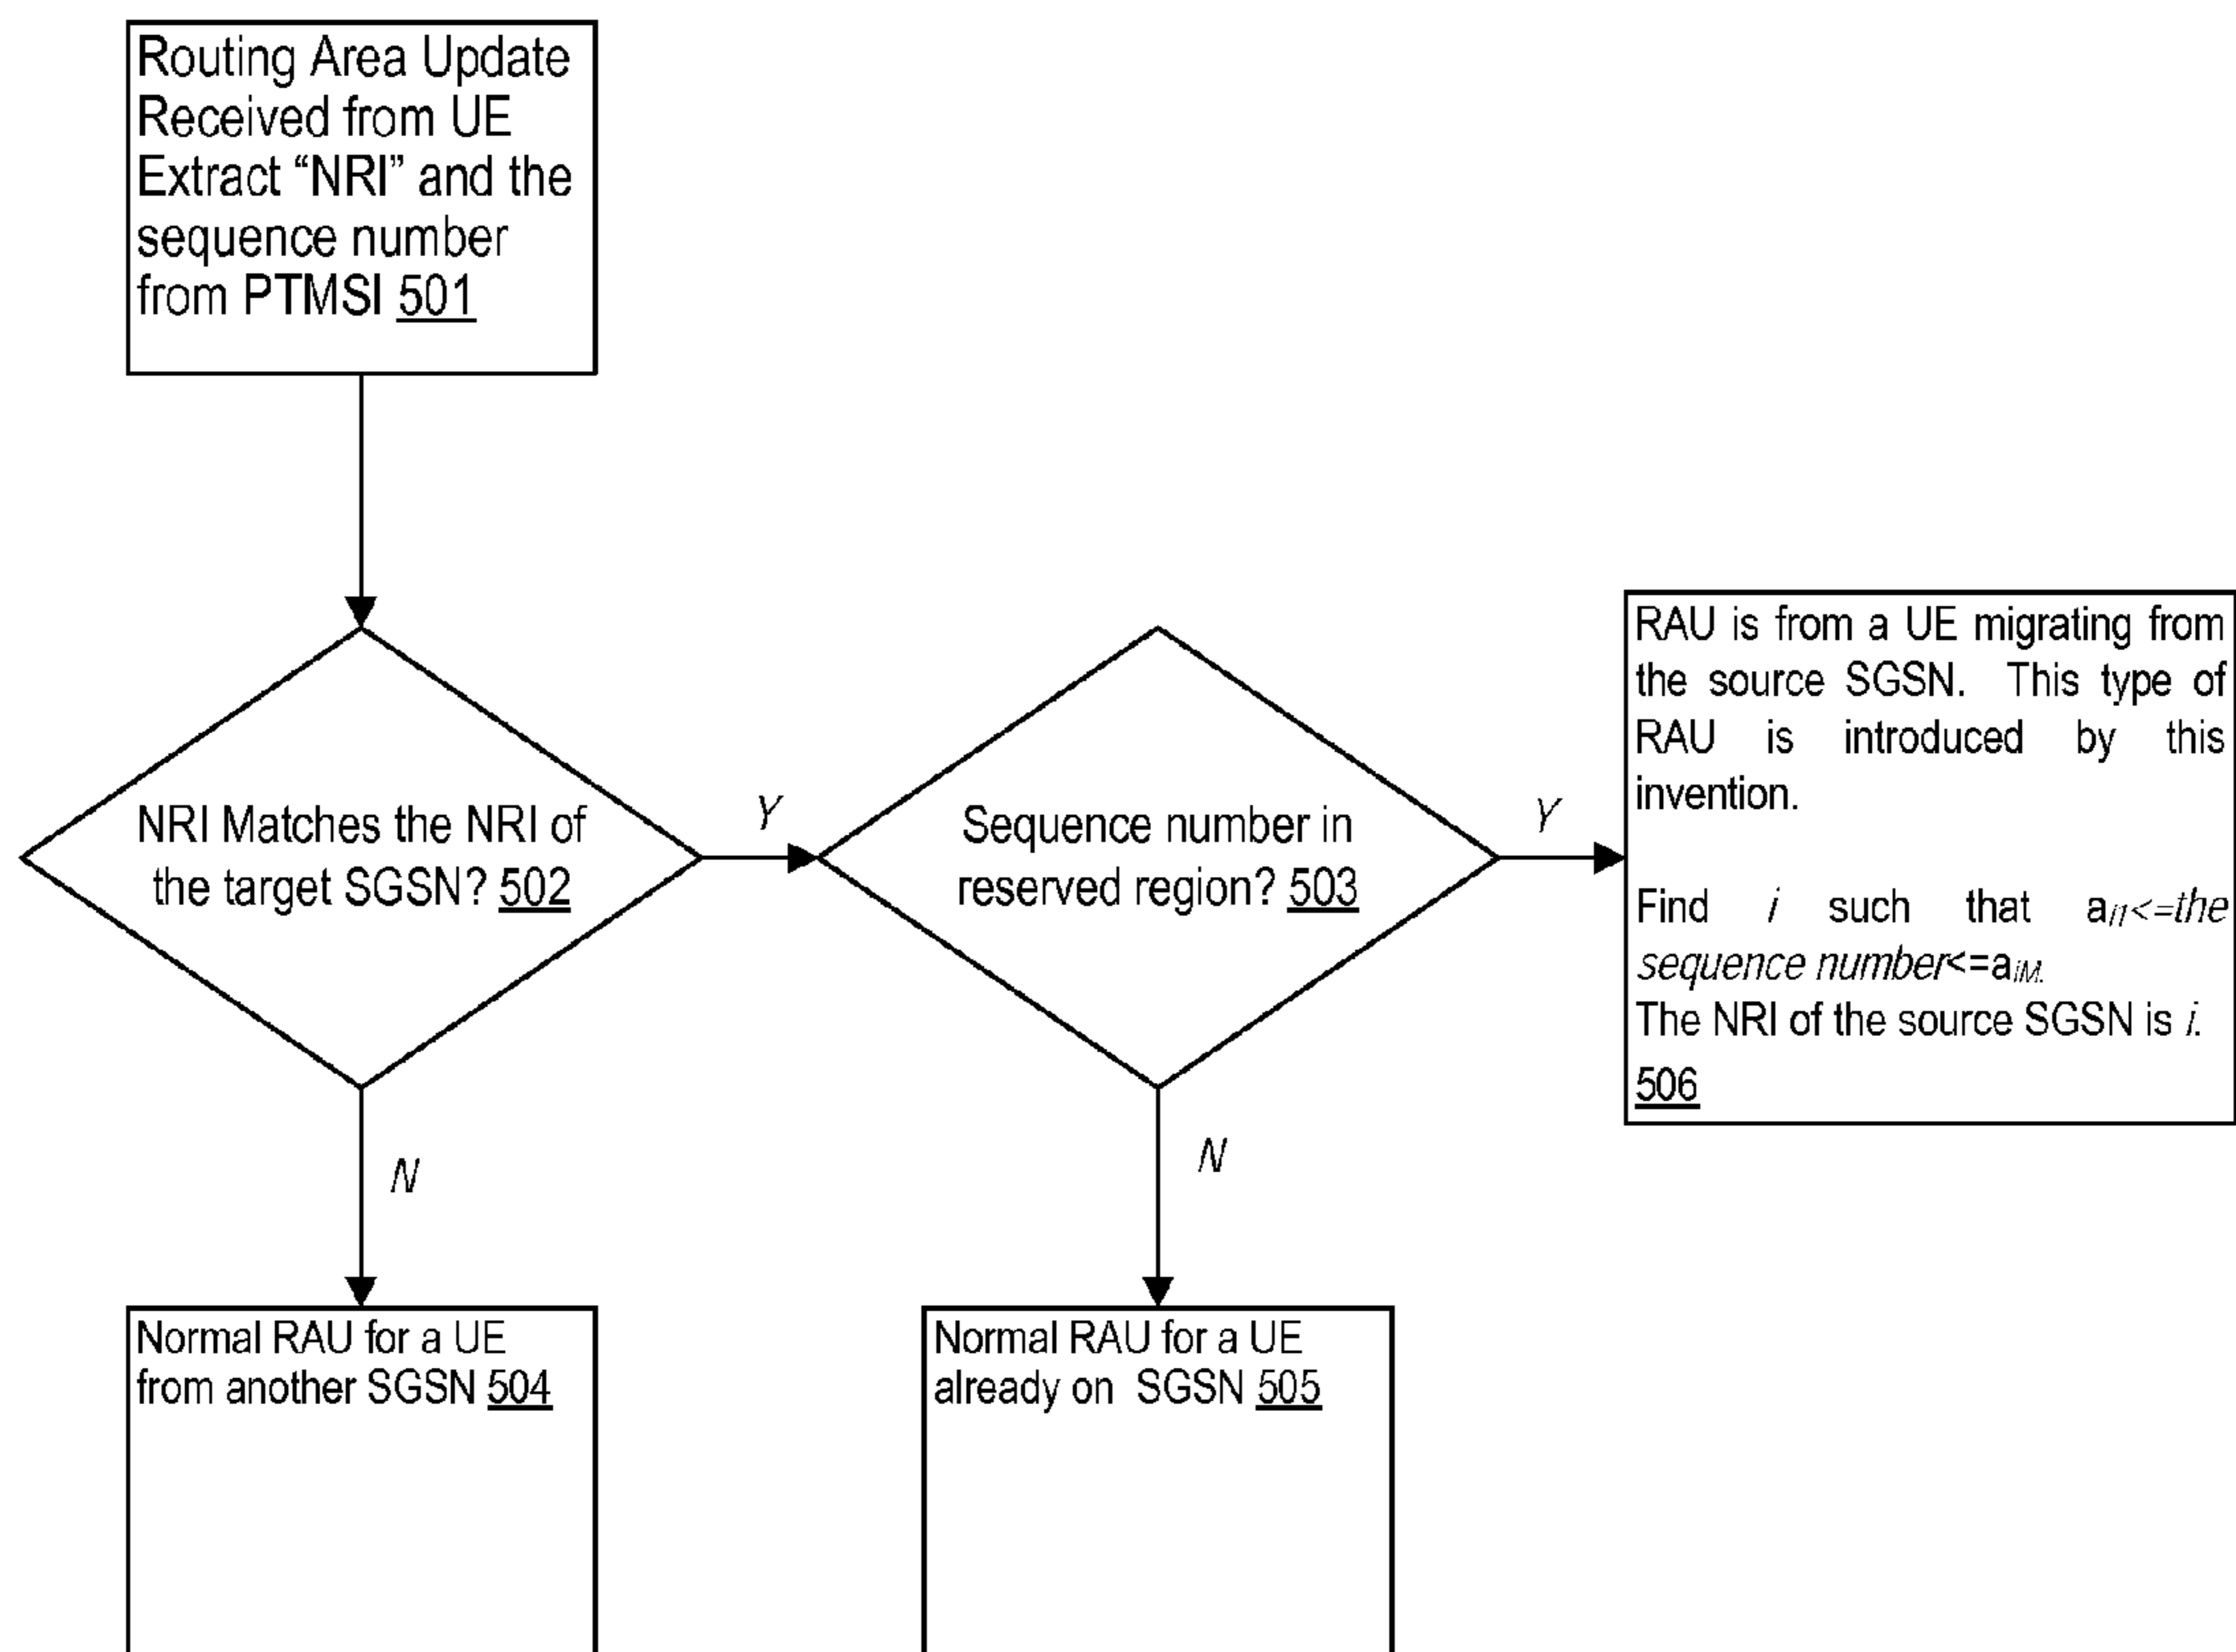 Routing Area Update
Received from UE
Extract “NRI” and the
sequence number
from PTMSI 501
NRI Matches the NRI of
the target SGSN? 502
Y
Sequence number in
reserved region? 503
Y
RAU is from a UE migrating from
the source SGSN. This type of
RAU is introduced by this
invention.
Find i such that ai1<=the
sequence number<=aiM.
The NRI of the source SGSN is i.
506
N
N
Normal RAU for a UE
from another SGSN 504
Normal RAU for a UE
already on SGSN 505